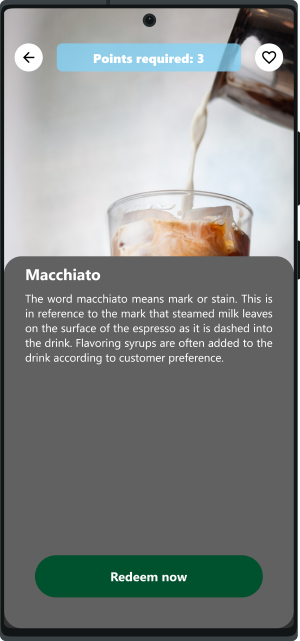 Points required: 3
Macchiato
The word macchiato means mark or stain. This is
in reference to the mark that steamed milk leaves
on the surface of the espresso as it is dashed into
the drink. Flavoring syrups are often added to the
drink according to customer preference.
Redeem now